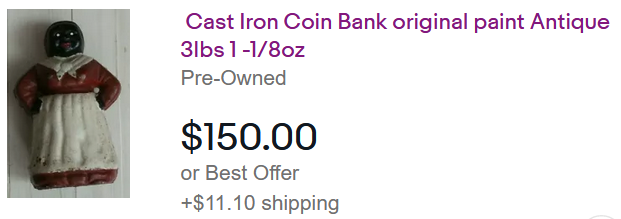 Cast Iron Coin Bank original paint Antique
3lbs 1 -1/8oz
Pre-Owned
$150.00
or Best Offer
+$11.10 shipping